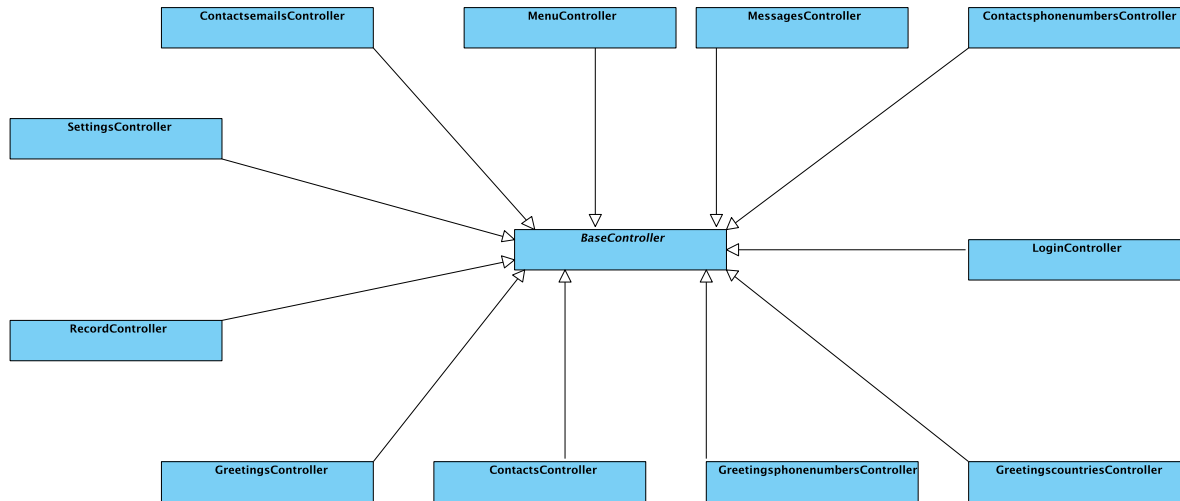 ContactsemailsController
MenuController
MessagesController
ContactsphonenumbersController
SettingsController
BaseController
LoginController
RecordController
GreetingsController
ContactsController
GreetingsphonenumbersController
GreetingscountriesController